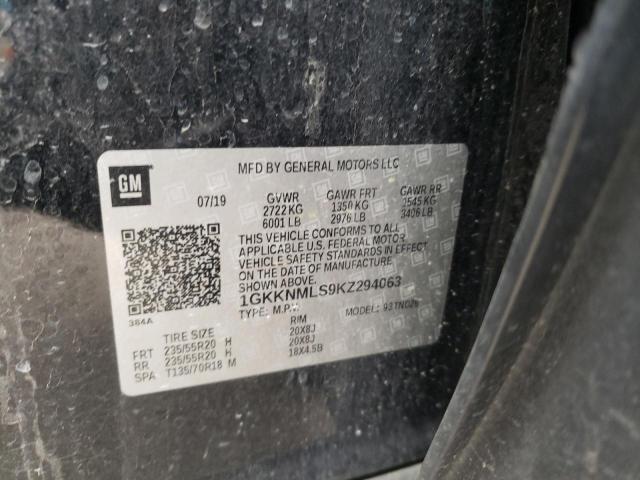 GM
MFD BY GENERAL MOTORS LLC
07/19 GVWR GAWR FRT GAWR RR
2722 KG 1350 KG 1545 KG
6001 LB 2976 LB 3406 LB
THIS VEHICLE CONFORMS TO ALL
APPLICABLE U.S. FEDERAL MOTOR
VEHICLE SAFETY STANDARDS IN EFFECT
ON THE DATE OF MANUFACTURE
SHOWN ABOVE.
1GKKNMLS9KZ294063
384A
TYPE: M.P.V. MODEL:
TIRE SIZE RIM
FRT 235/55R20 H 20X8J
RR 235/55R20 H 20X8J
SPA T135/70R18 M 18X4.5B